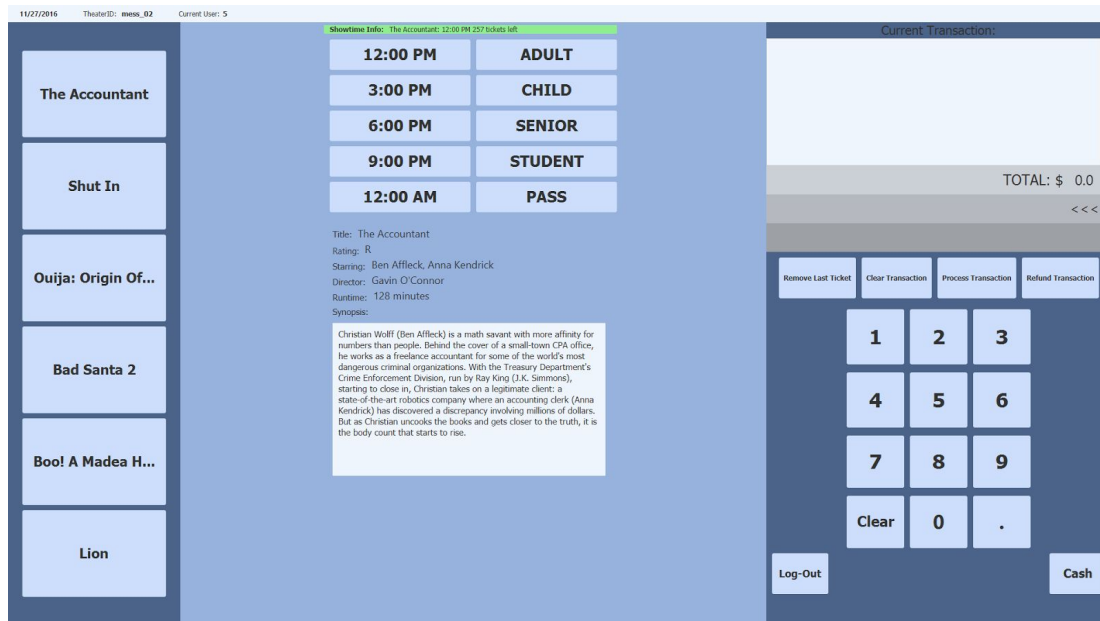 11/27/2016 TheaterID: mess_02 Current User: 5
The Accountant
Shut In
Ouija: Origin Of...
Bad Santa 2
Boo! A Madea H...
Lion
Showtime Info: The Accountant: 12:00 PM 257 tickets left
12:00 PM ADULT
3:00 PM CHILD
6:00 PM SENIOR
9:00 PM STUDENT
12:00 AM PASS
Title: The Accountant
Rating: R
Starring: Ben Affleck, Anna Kendrick
Director: Gavin O'Connor
Runtime: 128 minutes
Synopsis:
Christian Wolff (Ben Affleck) is a math savant with more affinity for
numbers than people. Behind the cover of a small-town CPA office,
he works as a freelance accountant for some of the world's most
dangerous criminal organizations. With the Treasury Department's
Crime Enforcement Division, run by Ray King (J.K. Simmons),
starting to close in, Christian takes on a legitimate client: a
state-of-the-art robotics company where an accounting clerk (Anna
Kendrick) has discovered a discrepancy involving millions of dollars.
But as Christian uncooks the books and gets closer to the truth, it is
the body count that starts to rise.
Current Transaction:
TOTAL: $ 0.0
<<<
Remove Last Ticket Clear Transaction Process Transaction Refund Transaction
1 2 3
4 5 6
7 8 9
Clear 0 .
Log-Out Cash